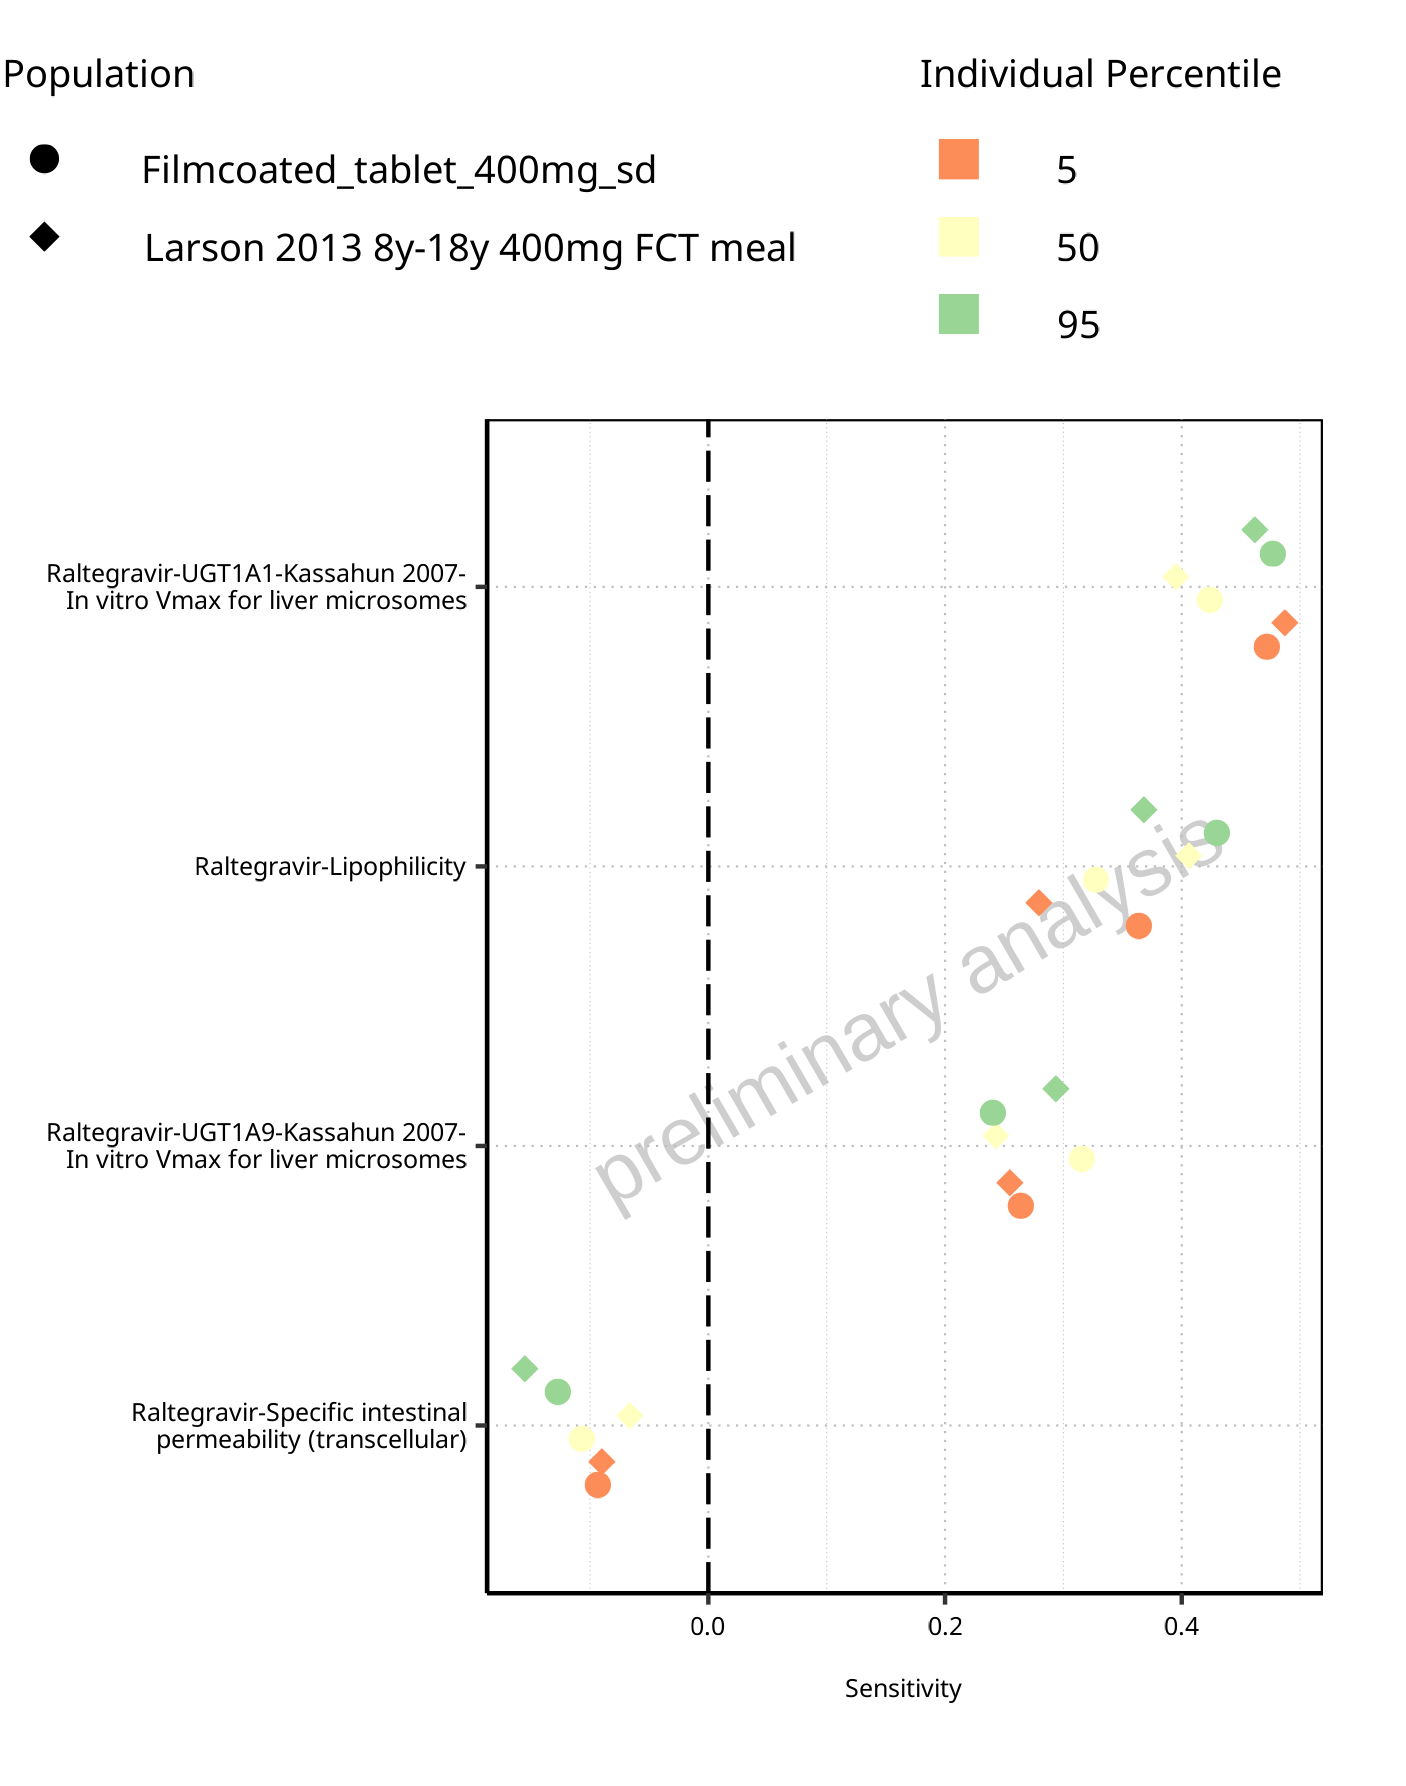 Population
Filmcoated_tablet_400mg_sd
Larson 2013 8y-18y 400mg FCT meal
Individual Percentile
5
50
95
Raltegravir-UGT1A1-Kassahun 2007-
In vitro Vmax for liver microsomes
Raltegravir-Lipophilicity
Raltegravir-UGT1A9-Kassahun 2007-
In vitro Vmax for liver microsomes
Raltegravir-Specific intestinal
permeability (transcellular)
preliminary analysis
0.0
0.2
0.4
Sensitivity